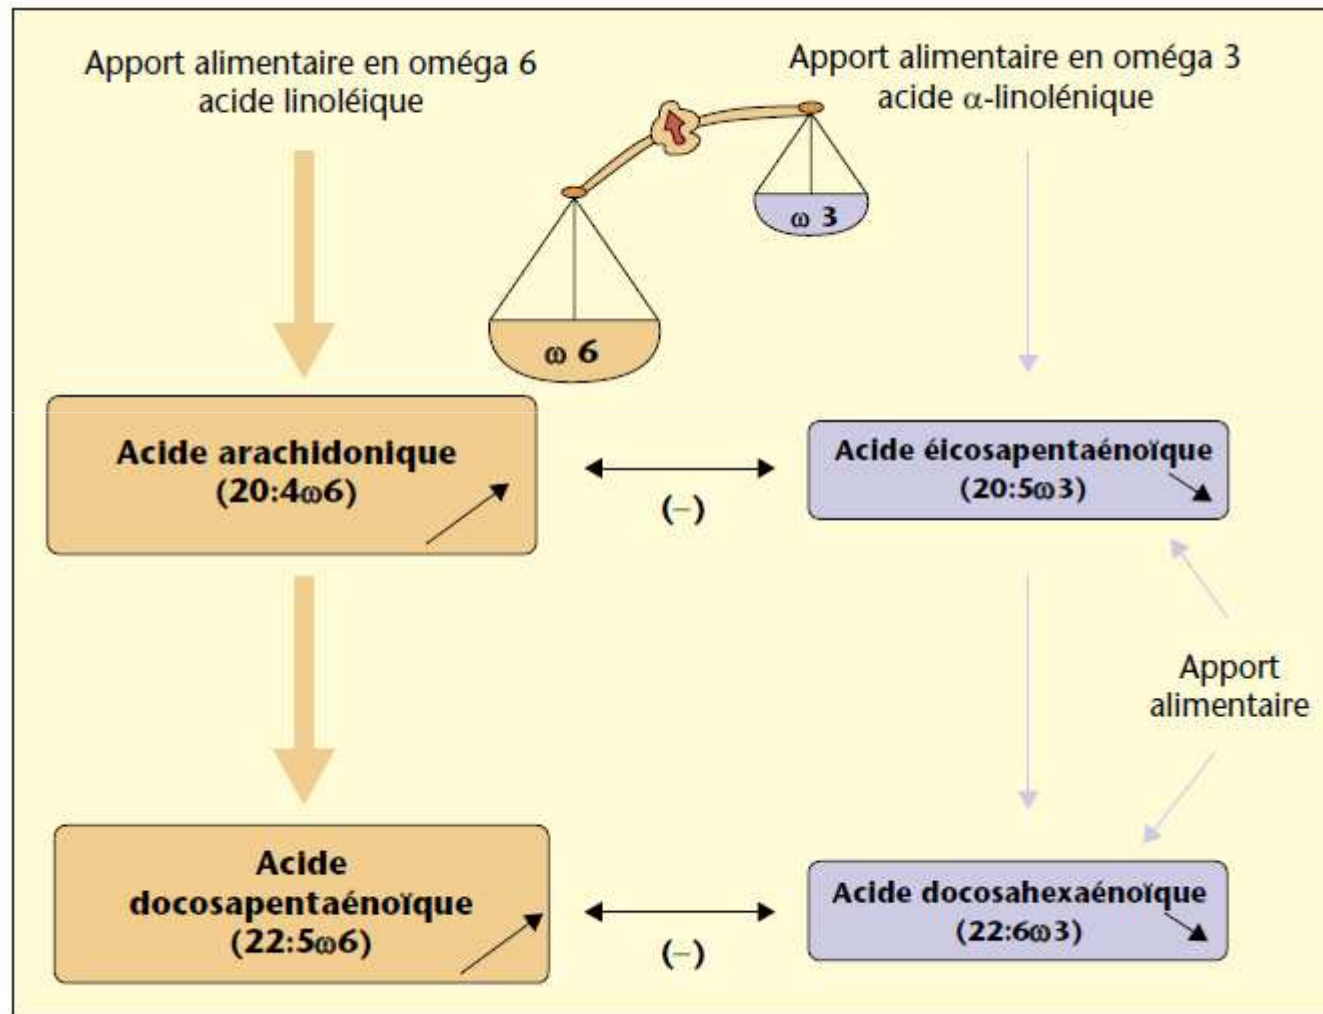 Apport alimentaire en oméga 6
acide linoléique
Apport alimentaire en oméga 3
acide α-linolénique
ω 3
ω 6
Acide arachidonique
(20:4ω6)
(–)
Acide éicosapentaénoïque
(20:5ω3)
Apport
alimentaire
Acide
docosapentaénoïque
(22:5ω6)
(–)
Acide docosahexaénoïque
(22:6ω3)